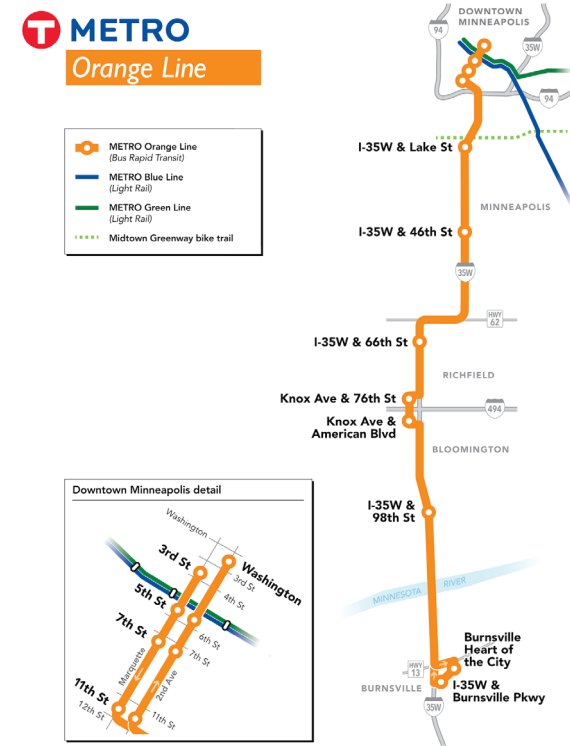 T METRO
Orange Line
METRO Orange Line
(Bus Rapid Transit)
METRO Blue Line
(Light Rail)
METRO Green Line
(Light Rail)
Midtown Greenway bike trail
DOWNTOWN
MINNEAPOLIS
94
35W
94
I-35W & Lake St
MINNEAPOLIS
I-35W & 46th St
35W
HWY
62
I-35W & 66th St
RICHFIELD
Knox Ave & 76th St
494
Knox Ave &
American Blvd
BLOOMINGTON
I-35W &
98th St
MINNESOTA RIVER
Burnsville
Heart of
the City
HWY
13
BURNSVILLE
I-35W &
Burnsville Pkwy
35W
Downtown Minneapolis detail
Washington
3rd St
Washington
3rd St
5th St
4th St
7th St
6th St
7th St
Marquette
2nd Ave
11th St
12th St
11th St